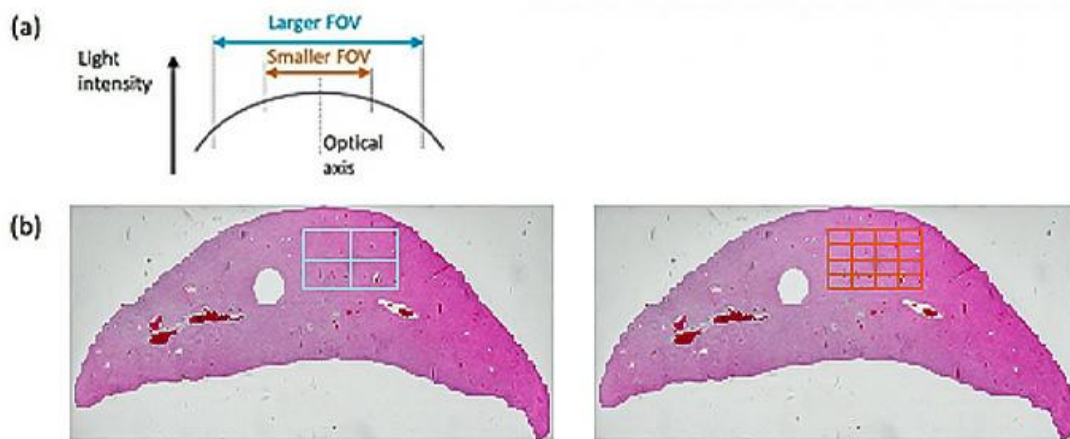 (a)
Larger FOV
Smaller FOV
Light
intensity
Optical
axis
(b)